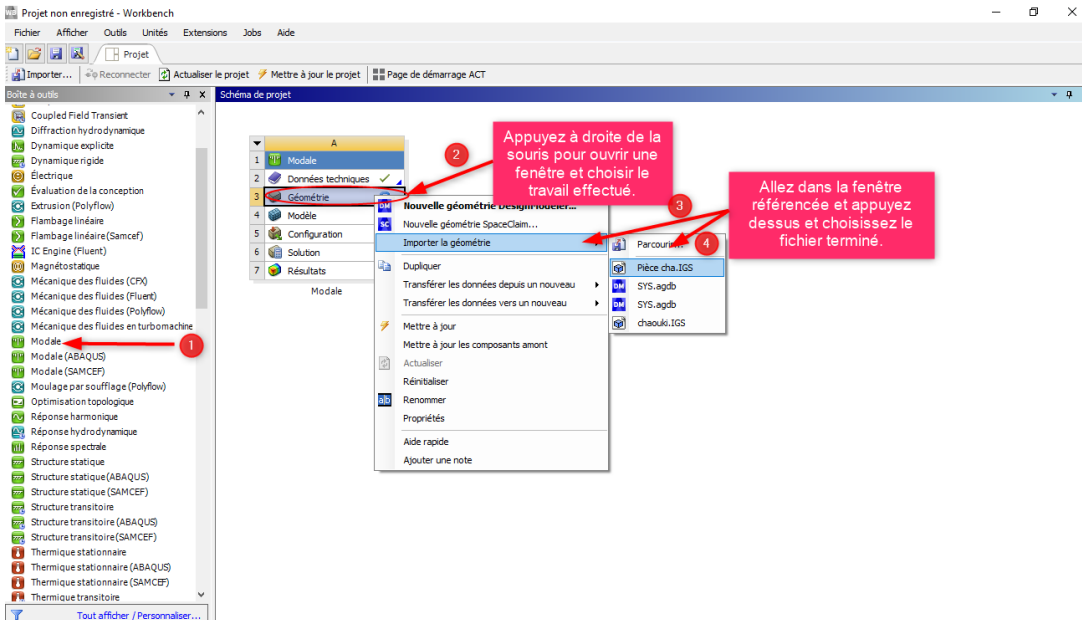 Projet non enregistré - Workbench
Fichier Afficher Outils Unités Extensions Jobs Aide
Projet
Importer... Reconnecter Actualiser le projet Mettre à jour le projet Page de démarrage ACT
Boîte à outils
Schéma de projet
Coupled Field Transient
Diffraction hydrodynamique
Dynamique explicite
Dynamique rigide
Électrique
Évaluation de la conception
Extrusion (Polyflow)
Flambage linéaire
Flambage linéaire (Samcef)
IC Engine (Fluent)
Magnétostatique
Mécanique des fluides (CFX)
Mécanique des fluides (Fluent)
Mécanique des fluides (Polyflow)
Mécanique des fluides en turbomachine
Modale
Modale (ABAQUS)
Modale (SAMCEF)
Moulage par soufflage (Polyflow)
Optimisation topologique
Réponse harmonique
Réponse hydrodynamique
Réponse spectrale
Structure statique
Structure statique (ABAQUS)
Structure statique (SAMCEF)
Structure transitoire
Structure transitoire (ABAQUS)
Structure transitoire (SAMCEF)
Thermique stationnaire
Thermique stationnaire (ABAQUS)
Thermique stationnaire (SAMCEF)
Thermique transitoire
Tout afficher / Personnaliser...
1
A
1 Modale
2 Données techniques
3 Géométrie
4 Modèle
5 Configuration
6 Solution
7 Résultats
Modale
2
Appuyez à droite de la
souris pour ouvrir une
fenêtre et choisir le
travail effectué.
DM Nouvelle géométrie DesignModeler...
SC Nouvelle géométrie SpaceClaim...
Importer la géométrie
Dupliquer
Transférer les données depuis un nouveau
Transférer les données vers un nouveau
Mettre à jour
Mettre à jour les composants amont
Actualiser
Réinitialiser
ab Renommer
Propriétés
Aide rapide
Ajouter une note
3
Allez dans la fenêtre
référencée et appuyez
dessus et choisissez le
fichier terminé.
Parcourir...
4
Pièce cha.IGS
DM SYS.agdb
DM SYS.agdb
chaouki.IGS